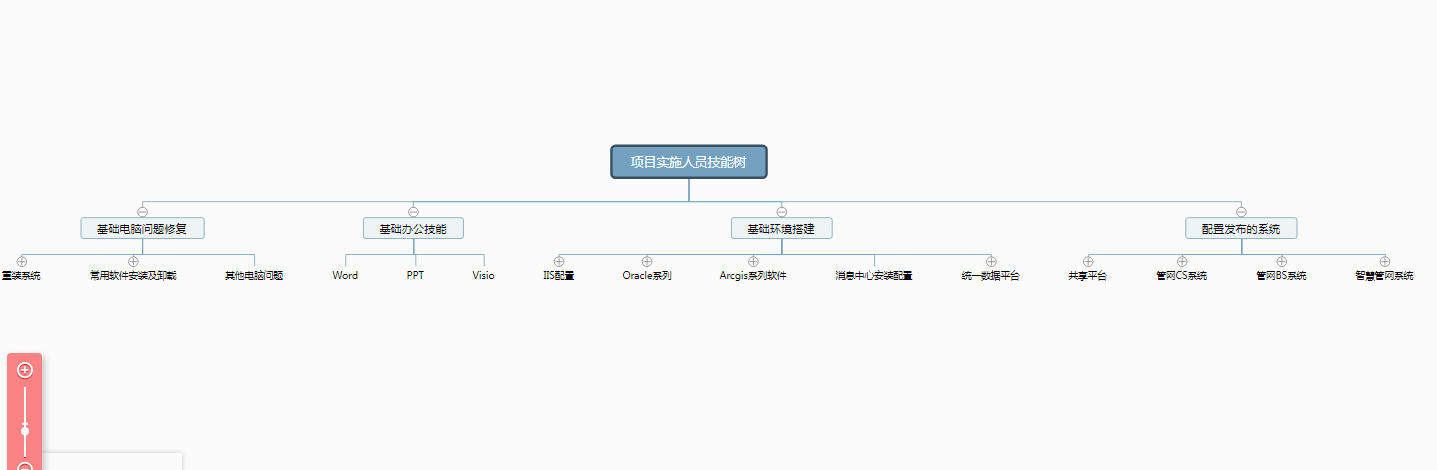 项目实施人员技能树
基础电脑问题修复
基础办公技能
基础环境搭建
配置发布的系统
重装系统
常用软件安装及卸载
其他电脑问题
Word
PPT
Visio
IIS配置
Oracle系列
Arcgis系列软件
消息中心安装配置
统一数据平台
共享平台
管网CS系统
管网BS系统
智慧管网系统